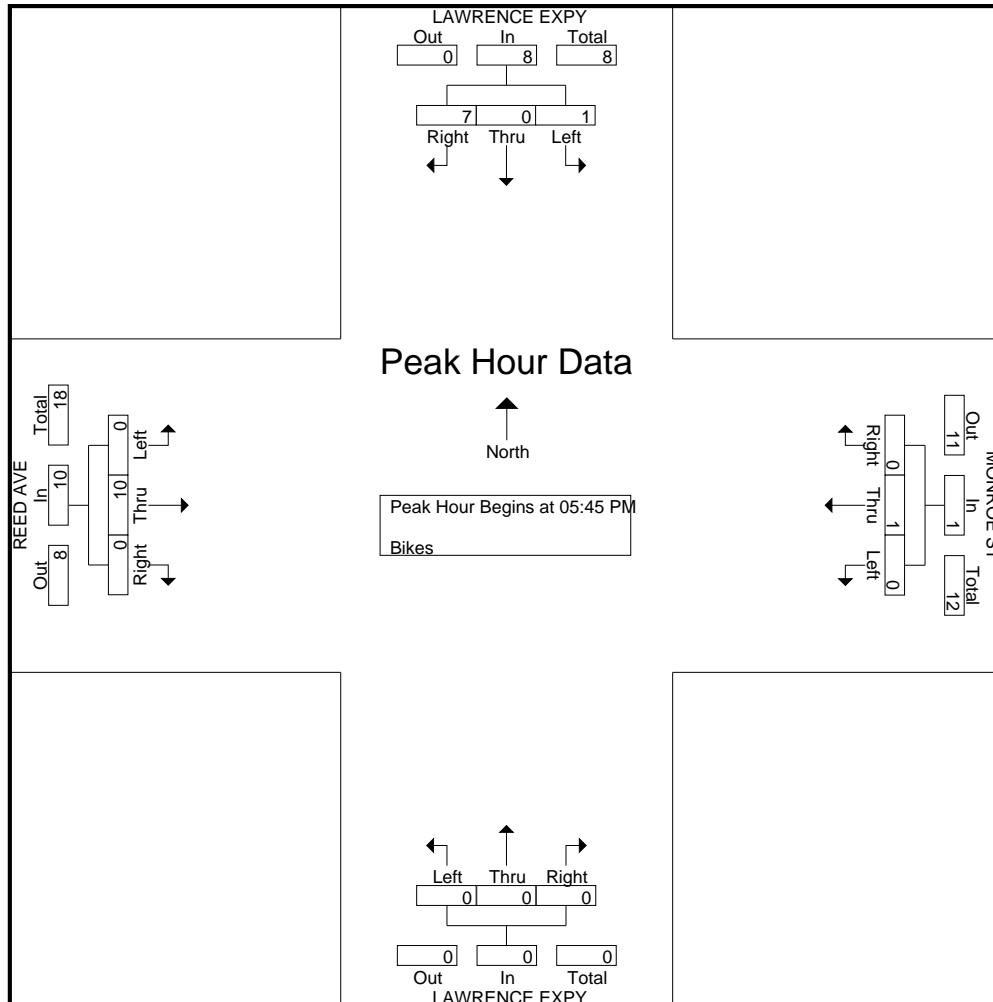 LAWRENCE EXPY
Out In Total
0 8 8
7 0 1
Right Thru Left
Peak Hour Data
North
Peak Hour Begins at 05:45 PM
Bikes
REED AVE
Out In Total
8 10 18
0 10 0
Right Thru Left
MONROE ST
Out In Total
11 1 12
0 1 0
Right Thru Left
Left Thru Right
0 0 0
0 0 0
Out In Total
LAWRENCE EXPY